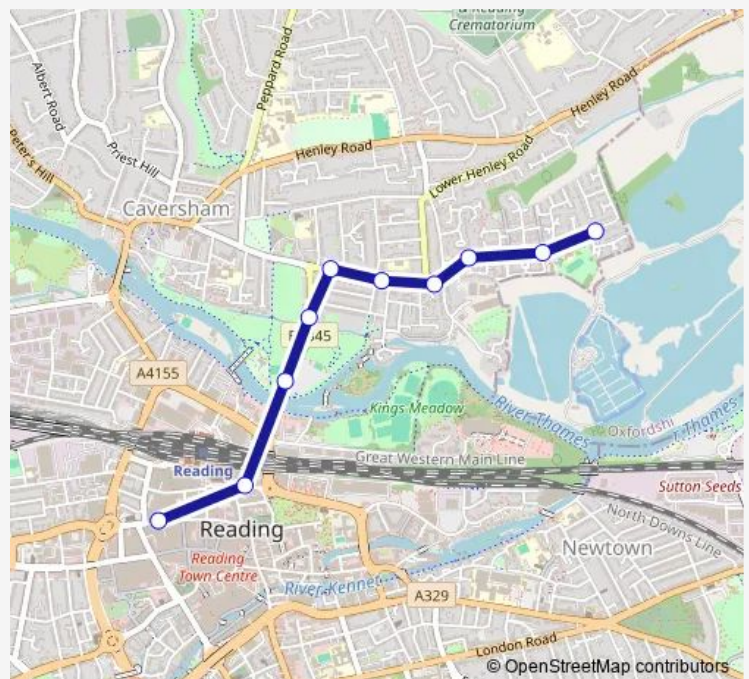 & Reading
Crematorium
Peppard Road
Albert Road
Henley Road
Priest Hill
Henley Road
Peter's Hill
Lower Henley Road
Caversham
A4155
Kings Meadow
River Thames
Oxfordshi
Thames
Great Western Main Line
Reading
Sutton Seeds
Reading
North Downs Line
Reading
Town Centre
Newtown
River Kennet
A329
London Road
© OpenStreetMap contributors